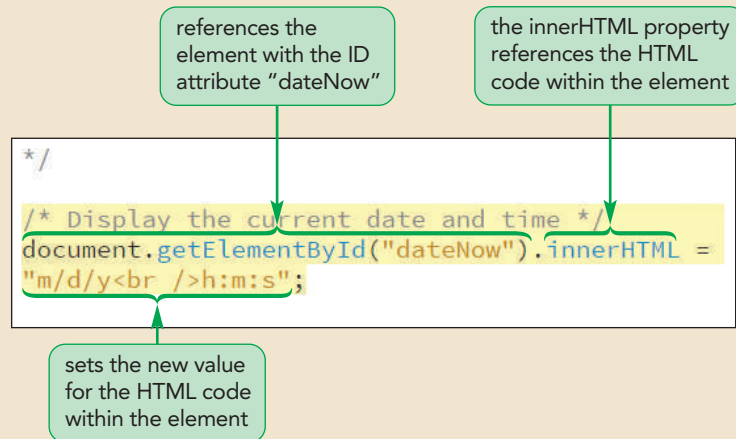 references the
element with the ID
attribute “dateNow”
the innerHTML property
references the HTML
code within the element
*/
/* Display the current date and time */
document.getElementById("dateNow").innerHTML =
"m/d/y<br />h:m:s";
sets the new value
for the HTML code
within the element